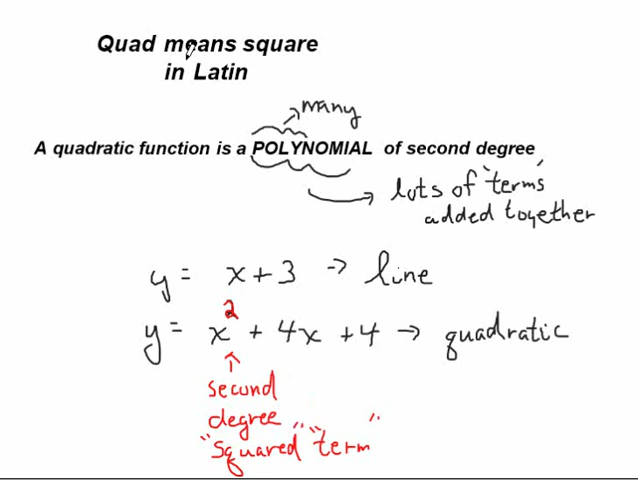 Quad means square
in Latin
many
A quadratic function is a POLYNOMIAL of second degree
lots of "terms"
added together
y = x + 3 → line
y = x² + 4x + 4 → quadratic
second
degree
"squared" "term"